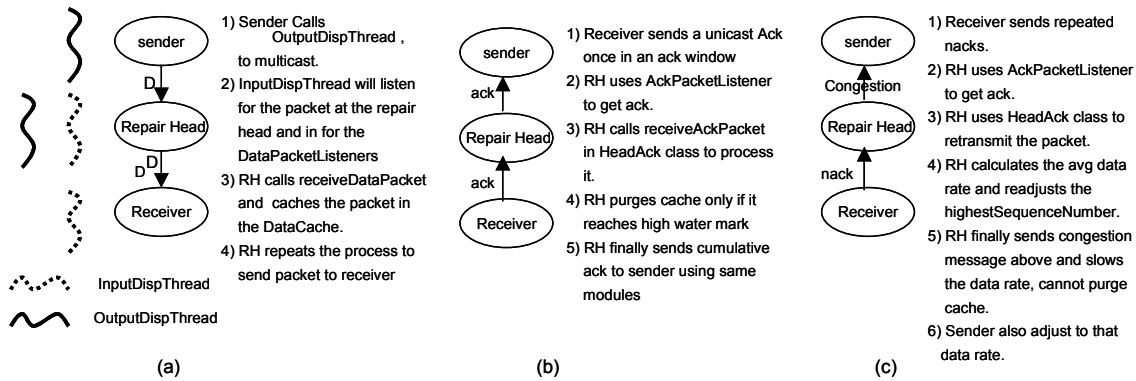 sender
D
Repair Head
D
D
Receiver
InputDispThread
OutputDispThread
1) Sender Calls
OutputDispThread ,
to multicast.
2) InputDispThread will listen
for the packet at the repair
head and in for the
DataPacketListeners
3) RH calls receiveDataPacket
and caches the packet in
the DataCache.
4) RH repeats the process to
send packet to receiver
(a)
sender
ack
Repair Head
ack
Receiver
1) Receiver sends a unicast Ack
once in an ack window
2) RH uses AckPacketListener
to get ack.
3) RH calls receiveAckPacket
in HeadAck class to process
it.
4) RH purges cache only if it
reaches high water mark
5) RH finally sends cumulative
ack to sender using same
modules
(b)
sender
Congestion
Repair Head
nack
Receiver
1) Receiver sends repeated
nacks.
2) RH uses AckPacketListener
to get ack.
3) RH uses HeadAck class to
retransmit the packet.
4) RH calculates the avg data
rate and readjusts the
highestSequenceNumber.
5) RH finally sends congestion
message above and slows
the data rate, cannot purge
cache.
6) Sender also adjust to that
data rate.
(c)